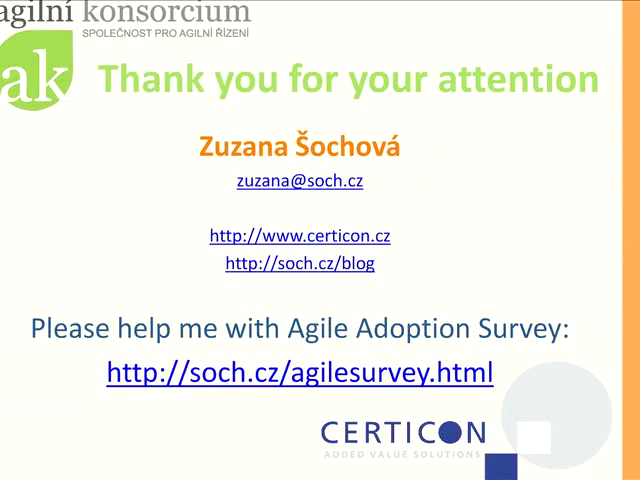 agilní konsorcium
SPOLEČNOST PRO AGILNÍ ŘÍZENÍ
ak
Thank you for your attention
Zuzana Šochová
zuzana@soch.cz
http://www.certicon.cz
http://soch.cz/blog
Please help me with Agile Adoption Survey:
http://soch.cz/agilesurvey.html
CERTICON
ADDED VALUE SOLUTIONS